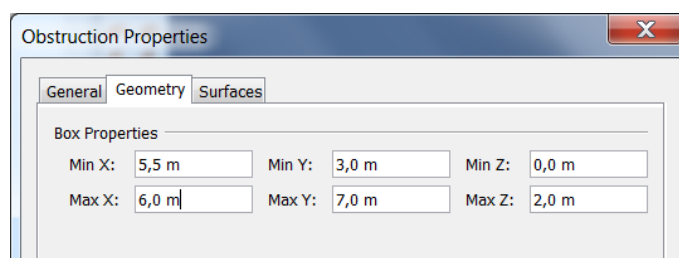 Obstruction Properties
X
General Geometry Surfaces
Box Properties
Min X: 5,5 m Min Y: 3,0 m Min Z: 0,0 m
Max X: 6,0 m Max Y: 7,0 m Max Z: 2,0 m